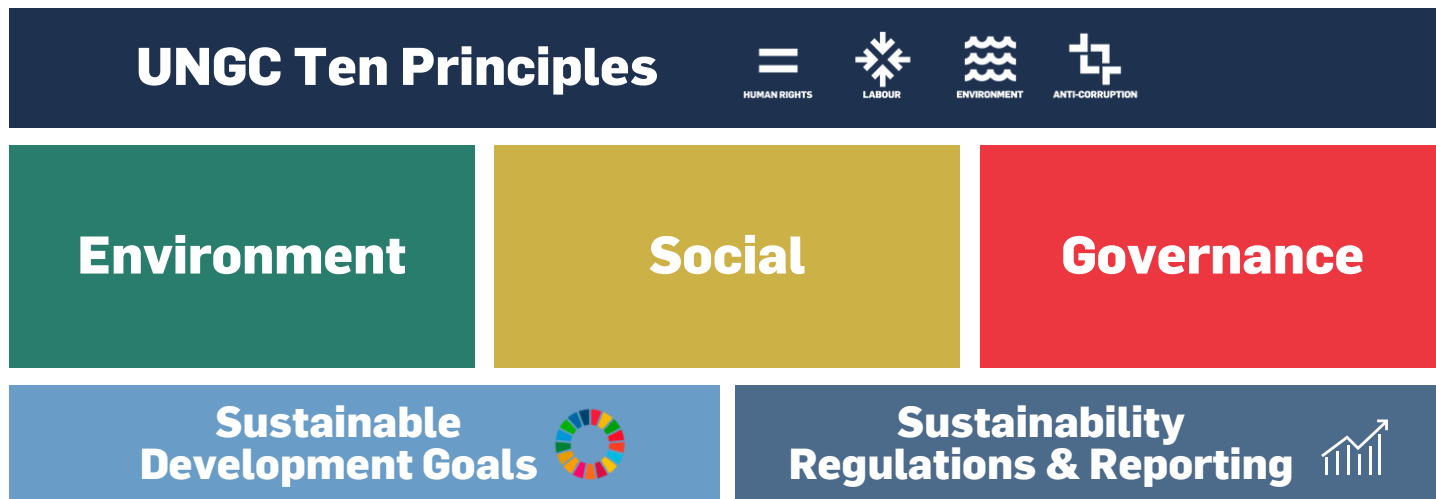 UNGC Ten Principles
HUMAN RIGHTS
LABOUR
ENVIRONMENT
ANTI-CORRUPTION
Environment
Social
Governance
Sustainable
Development Goals
Sustainability
Regulations & Reporting